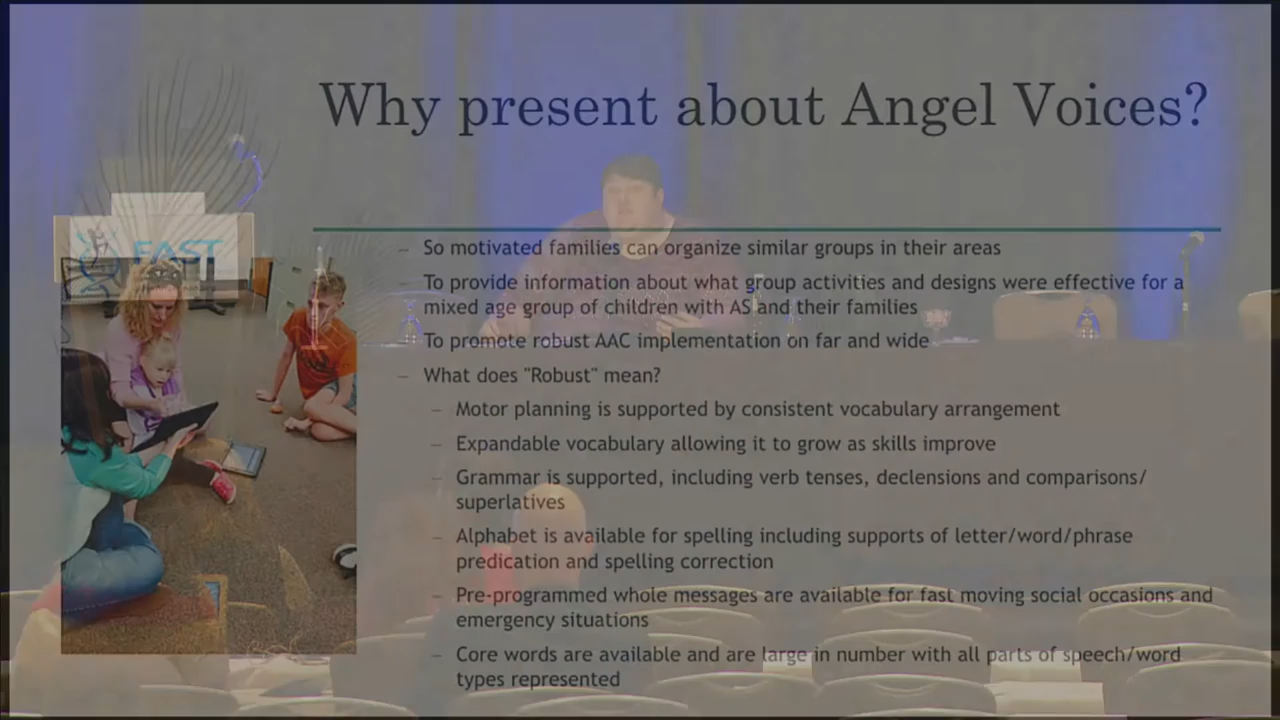 Why present about Angel Voices?
FAST
– So motivated families can organize similar groups in their areas
– To provide information about what group activities and designs were effective for a
mixed age group of children with AS and their families
– To promote robust AAC implementation on far and wide
– What does "Robust" mean?
– Motor planning is supported by consistent vocabulary arrangement
– Expandable vocabulary allowing it to grow as skills improve
– Grammar is supported, including verb tenses, declensions and comparisons/
superlatives
– Alphabet is available for spelling including supports of letter/word/phrase
predication and spelling correction
– Pre-programmed whole messages are available for fast moving social occasions and
emergency situations
– Core words are available and are large in number with all parts of speech/word
types represented